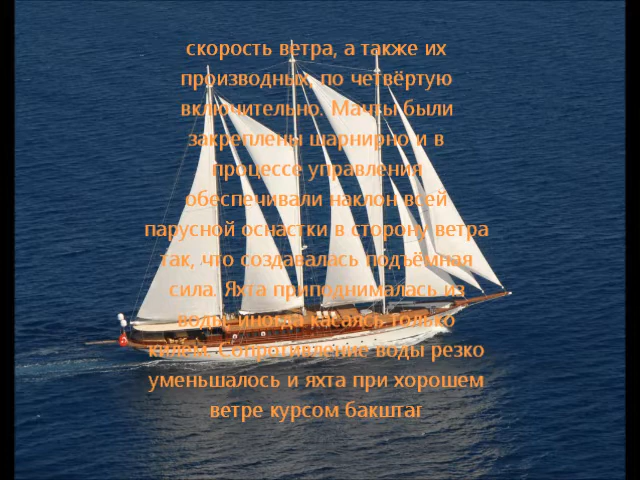 скорость ветра, а также их
производных, по четвёртую
включительно. Мачты были
закреплены шарнирно и в
процессе управления
обеспечивали наклон всей
парусной оснастки в сторону ветра
так, что создавалась подъёмная
сила. Яхта приподнималась из
воды, иногда касаясь только
килем. Сопротивление воды резко
уменьшалось и яхта при хорошем
ветре курсом бакштаг